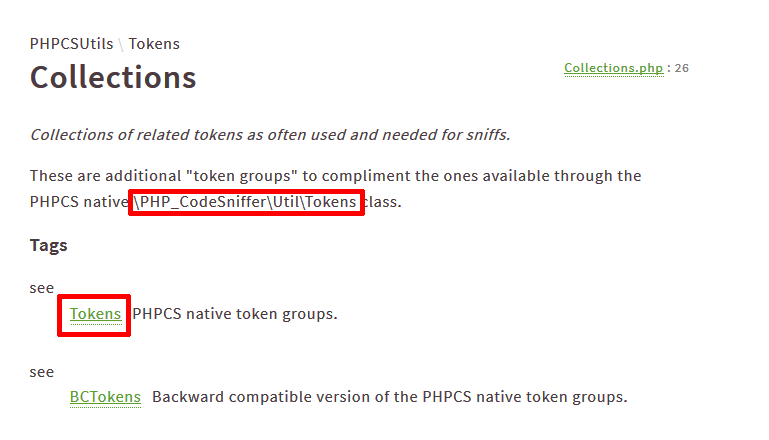 PHPCSUtils \ Tokens
Collections
Collections.php : 26
Collections of related tokens as often used and needed for sniffs.
These are additional "token groups" to compliment the ones available through the
PHPCS native \PHP_CodeSniffer\Util\Tokens class.
Tags
see
Tokens PHPCS native token groups.
see
BCTokens Backward compatible version of the PHPCS native token groups.